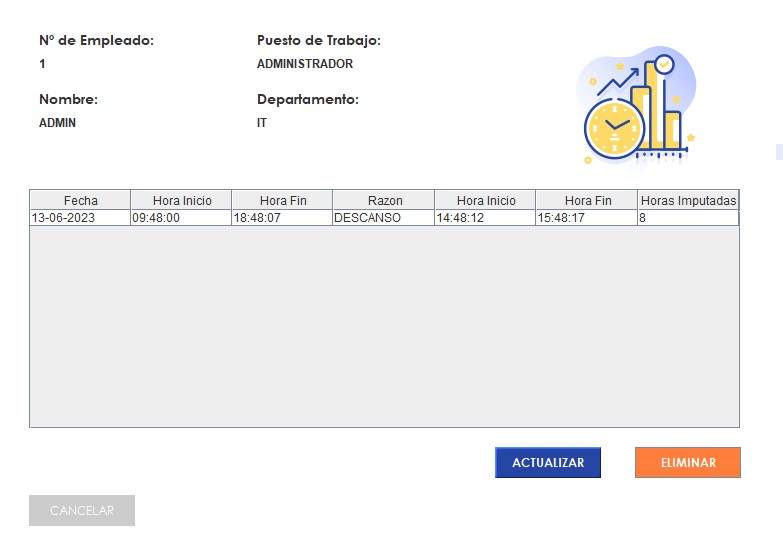 Nº de Empleado: Puesto de Trabajo:
1 ADMINISTRADOR
Nombre: Departamento:
ADMIN IT
Fecha Hora Inicio Hora Fin Razon Hora Inicio Hora Fin Horas Imputadas
13-06-2023 09:48:00 18:48:07 DESCANSO 14:48:12 15:48:17 8
ACTUALIZAR ELIMINAR
CANCELAR